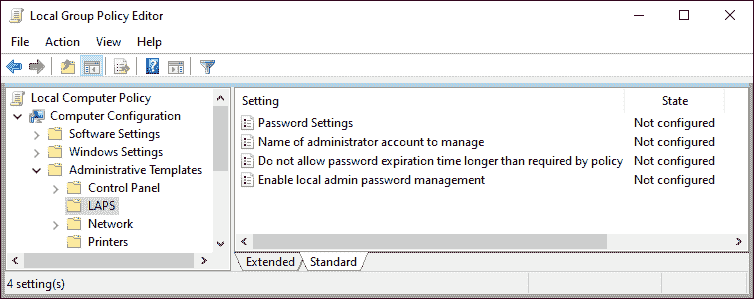 Local Group Policy Editor
File Action View Help
Local Computer Policy
Computer Configuration
Software Settings
Windows Settings
Administrative Templates
Control Panel
LAPS
Network
Printers
Setting State
Password Settings Not configured
Name of administrator account to manage Not configured
Do not allow password expiration time longer than required by policy Not configured
Enable local admin password management Not configured
Extended Standard
4 setting(s)